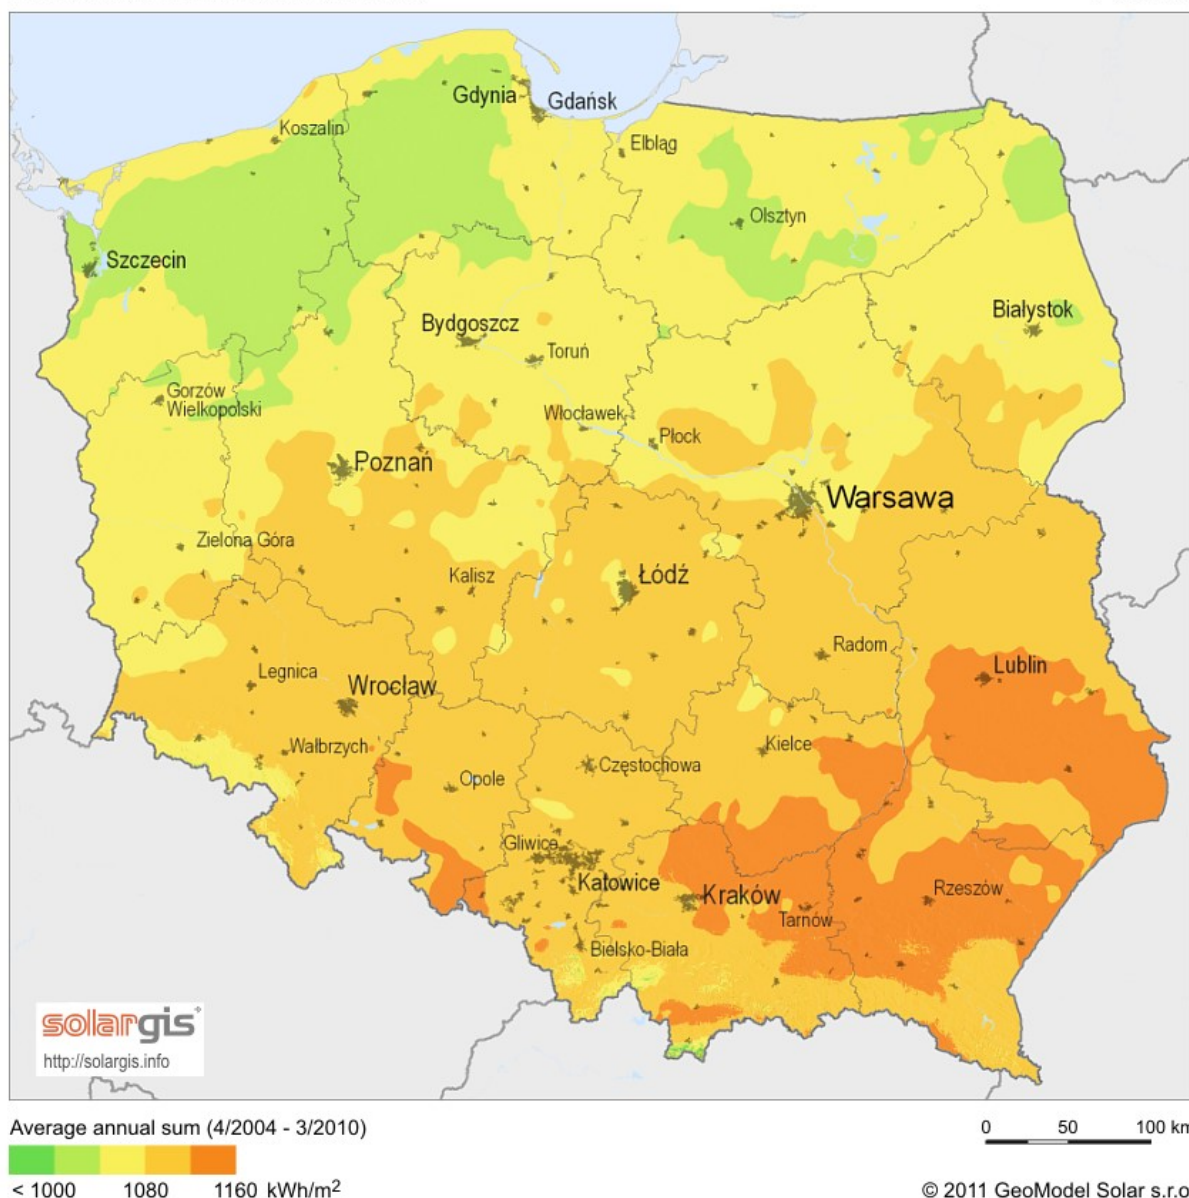 Gdynia
Gdańsk
Koszalin
Elbląg
Olsztyn
Szczecin
Białystok
Bydgoszcz
Toruń
Gorzów
Wielkopolski
Włocławek
Płock
Poznań
Warsawa
Zielona Góra
Kalisz
Łódź
Radom
Lublin
Legnica
Wrocław
Wałbrzych
Kielce
Opole
Częstochowa
Gliwice
Katowice
Kraków
Rzeszów
Tarnów
Bielsko-Biała
solargis
http://solargis.info
Average annual sum (4/2004 - 3/2010)
0 50 100 km
< 1000 1080 1160 kWh/m²
© 2011 GeoModel Solar s.r.o